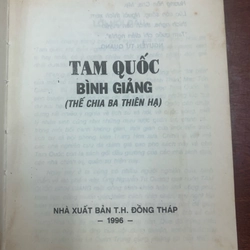 TAM QUỐC
BÌNH GIẢNG
(THẾ CHIA BA THIÊN HẠ)
NHÀ XUẤT BẢN T.H. ĐỒNG THÁP
– 1996 –